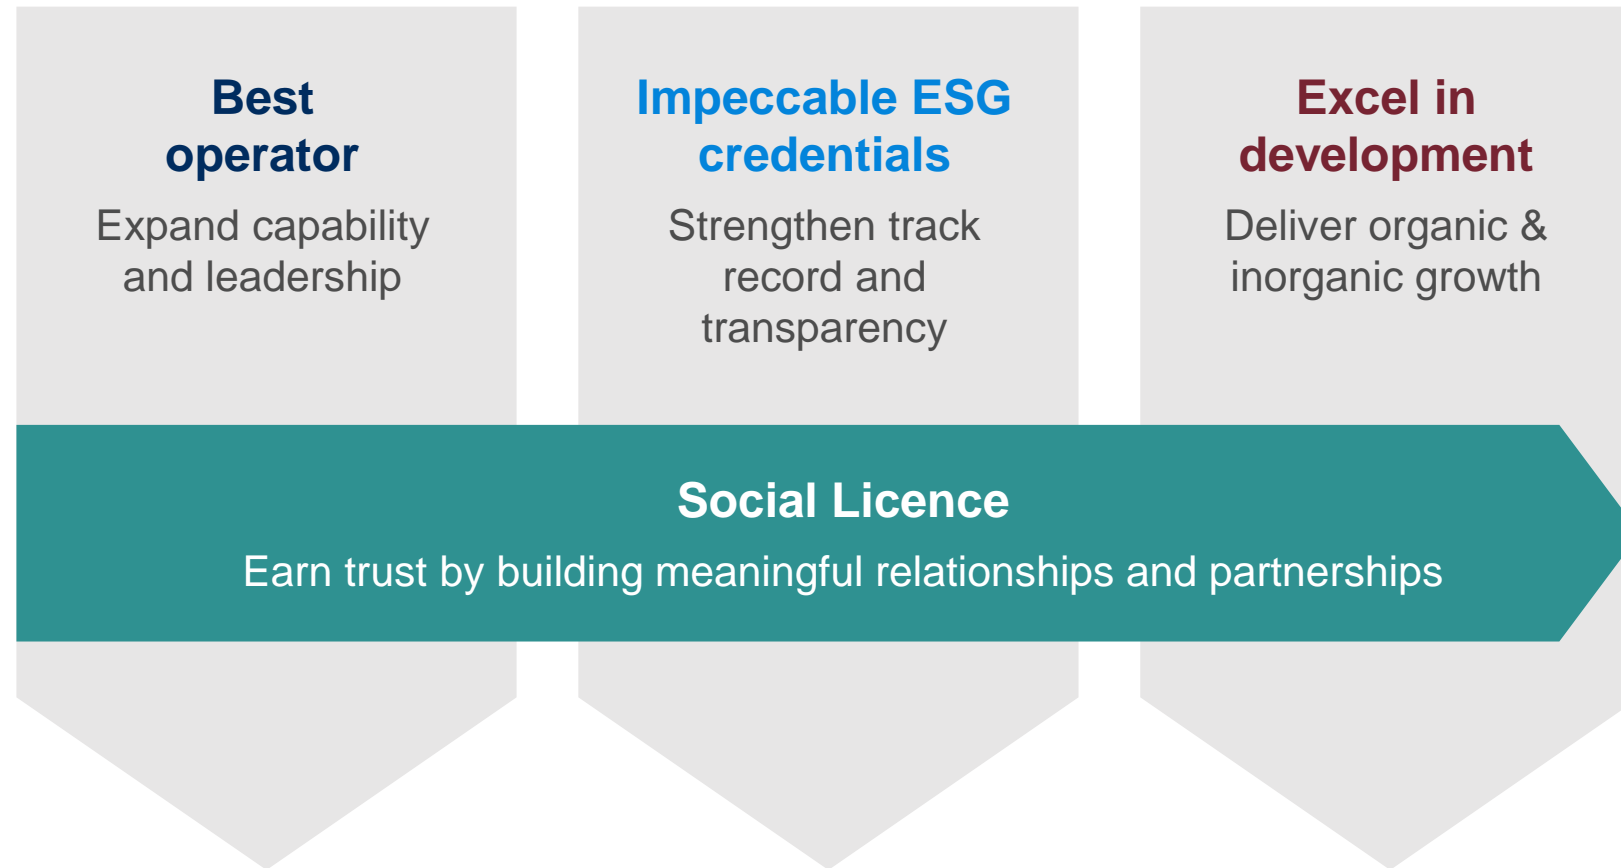 Best
operator
Expand capability
and leadership
Impeccable ESG
credentials
Strengthen track
record and
transparency
Excel in
development
Deliver organic &
inorganic growth
Social Licence
Earn trust by building meaningful relationships and partnerships